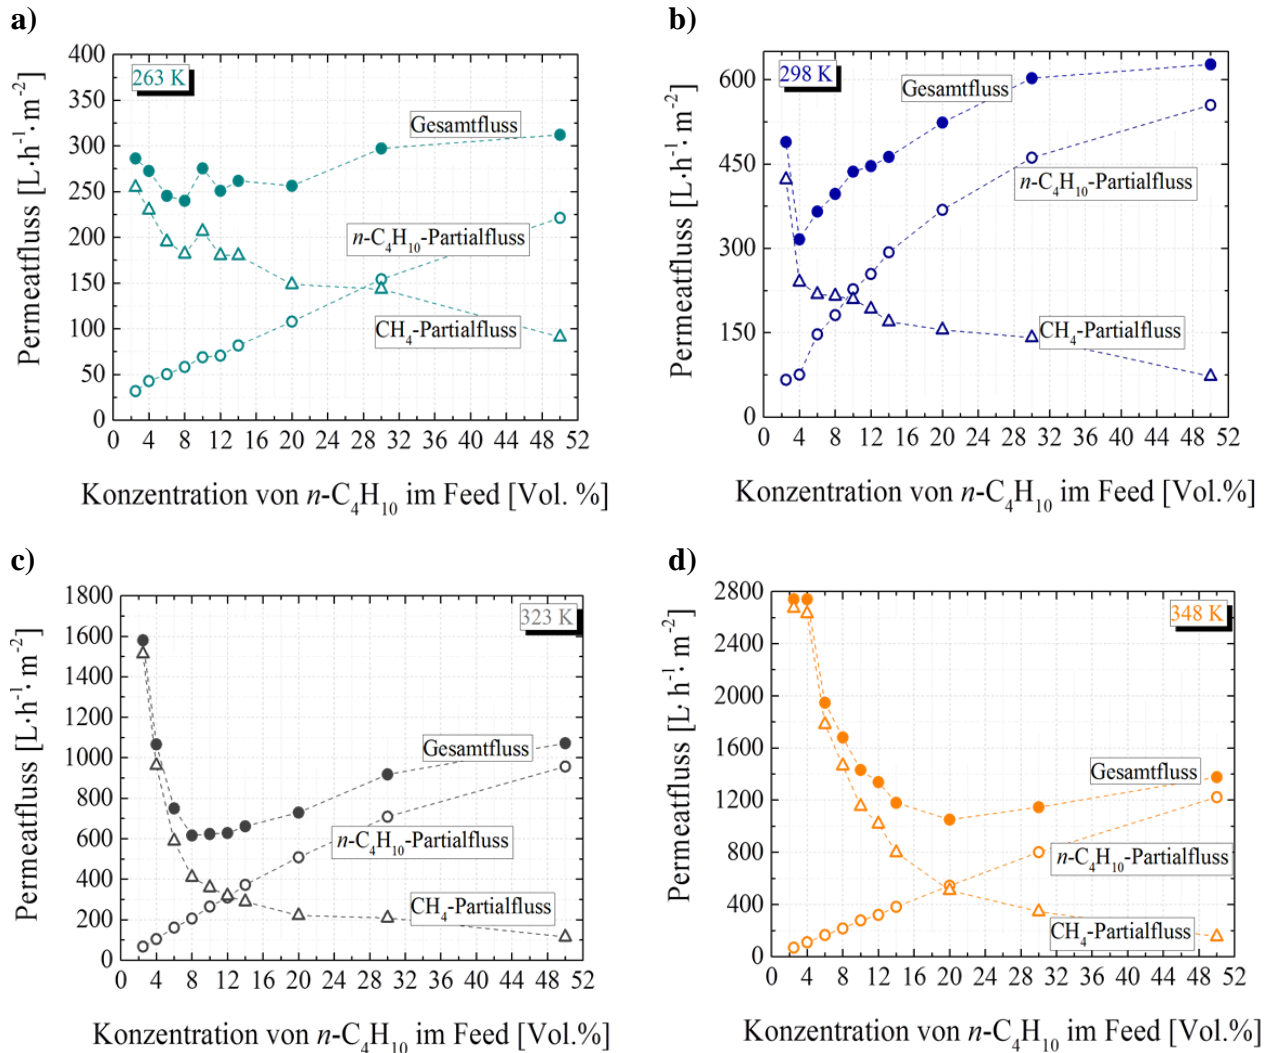 a)
400
350
300
250
200
150
100
50
0
Permeatfluss [L·h⁻¹·m⁻²]
263 K
Gesamtfluss
n-C₄H₁₀-Partialfluss
CH₄-Partialfluss
0 4 8 12 16 20 24 28 32 36 40 44 48 52
Konzentration von n-C₄H₁₀ im Feed [Vol. %]
b)
600
450
300
150
0
Permeatfluss [L·h⁻¹·m⁻²]
298 K
Gesamtfluss
n-C₄H₁₀-Partialfluss
CH₄-Partialfluss
0 4 8 12 16 20 24 28 32 36 40 44 48 52
Konzentration von n-C₄H₁₀ im Feed [Vol.%]
c)
1800
1600
1400
1200
1000
800
600
400
200
0
Permeatfluss [L·h⁻¹·m⁻²]
323 K
Gesamtfluss
n-C₄H₁₀-Partialfluss
CH₄-Partialfluss
0 4 8 12 16 20 24 28 32 36 40 44 48 52
Konzentration von n-C₄H₁₀ im Feed [Vol.%]
d)
2800
2400
2000
1600
1200
800
400
0
Permeatfluss [L·h⁻¹·m⁻²]
348 K
Gesamtfluss
n-C₄H₁₀-Partialfluss
CH₄-Partialfluss
0 4 8 12 16 20 24 28 32 36 40 44 48 52
Konzentration von n-C₄H₁₀ im Feed [Vol.%]